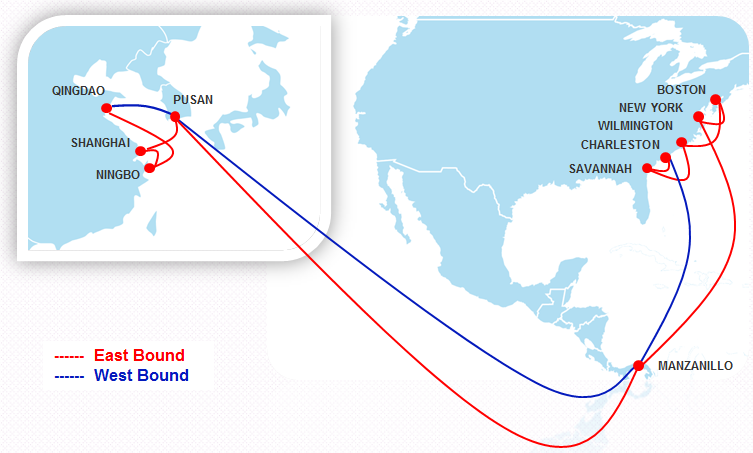 QINGDAO
PUSAN
SHANGHAI
NINGBO
BOSTON
NEW YORK
WILMINGTON
CHARLESTON
SAVANNAH
MANZANILLO
------ East Bound
------ West Bound